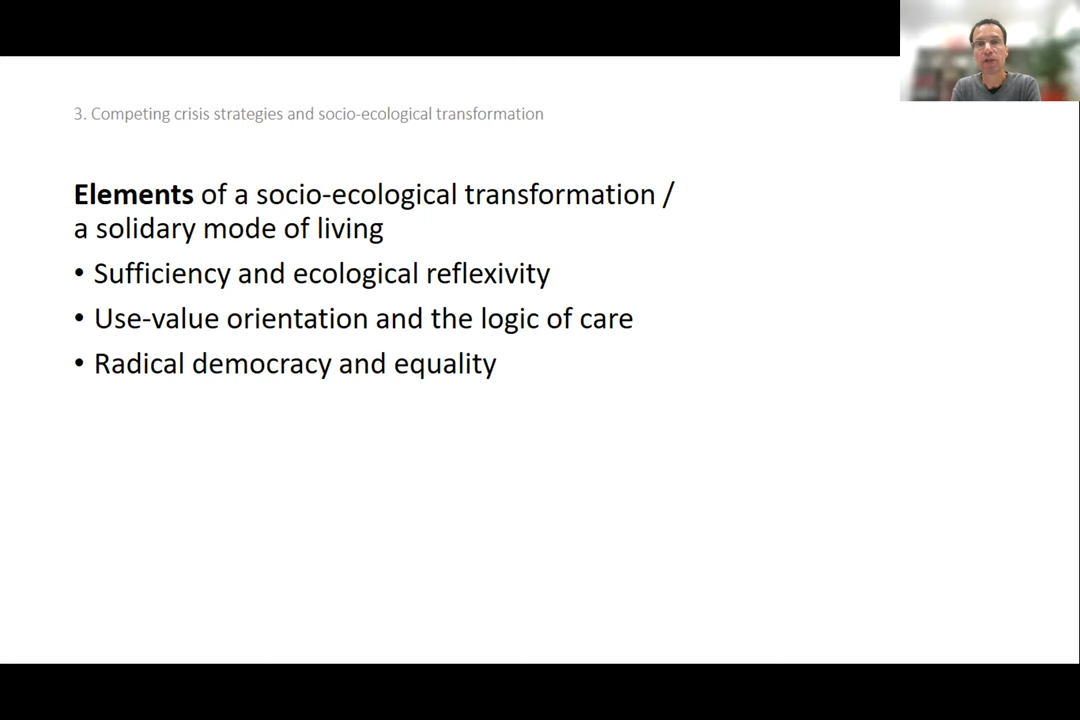 3. Competing crisis strategies and socio-ecological transformation
Elements of a socio-ecological transformation /
a solidary mode of living
• Sufficiency and ecological reflexivity
• Use-value orientation and the logic of care
• Radical democracy and equality